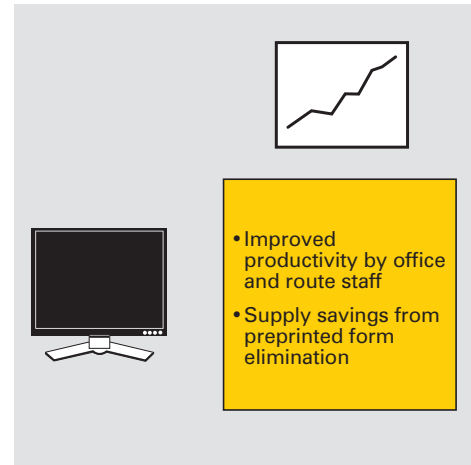 •Improved
productivity by office
and route staff
•Supply savings from
preprinted form
elimination